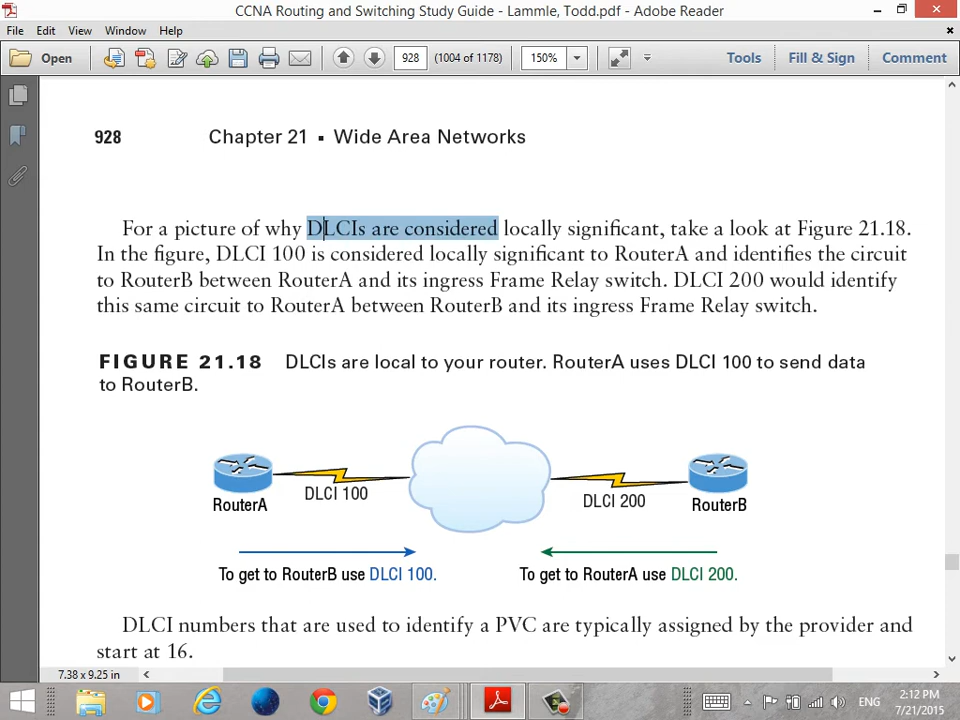 CCNA Routing and Switching Study Guide - Lammle, Todd.pdf - Adobe Reader
File Edit View Window Help
Open 928 (1004 of 1178) 150% Tools Fill & Sign Comment
928 Chapter 21 ▪ Wide Area Networks
For a picture of why DLCIs are considered locally significant, take a look at Figure 21.18.
In the figure, DLCI 100 is considered locally significant to RouterA and identifies the circuit
to RouterB between RouterA and its ingress Frame Relay switch. DLCI 200 would identify
this same circuit to RouterA between RouterB and its ingress Frame Relay switch.
FIGURE 21.18 DLCIs are local to your router. RouterA uses DLCI 100 to send data
to RouterB.
DLCI 100
DLCI 200
RouterA
RouterB
To get to RouterB use DLCI 100.
To get to RouterA use DLCI 200.
DLCI numbers that are used to identify a PVC are typically assigned by the provider and
start at 16.
7.38 x 9.25 in
ENG
2:12 PM
7/21/2015